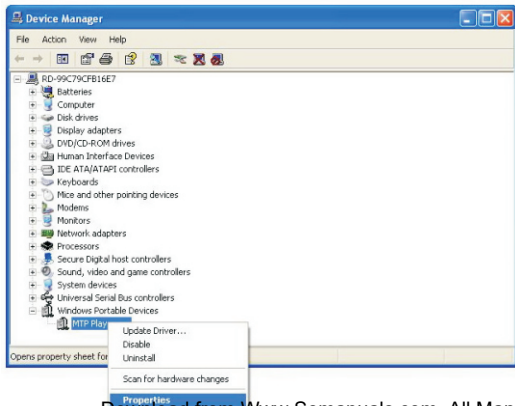 Device Manager
File Action View Help
RD-99C79CFB16E7
Batteries
Computer
Disk drives
Display adapters
DVD/CD-ROM drives
Human Interface Devices
IDE ATA/ATAPI controllers
Keyboards
Mice and other pointing devices
Modems
Monitors
Network adapters
Processors
Secure Digital host controllers
Sound, video and game controllers
System devices
Universal Serial Bus controllers
Windows Portable Devices
MTP Play
Update Driver...
Disable
Uninstall
Opens property sheet for
Scan for hardware changes
Properties